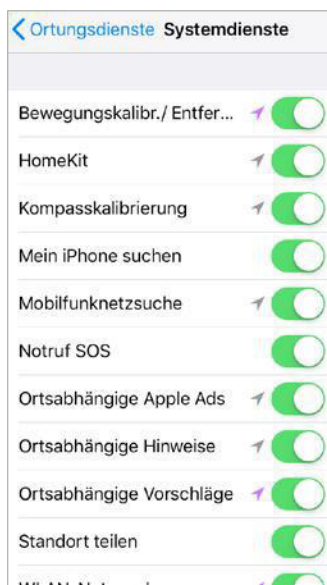 Ortungsdienste Systemdienste
Bewegungskalibr./ Entfer...
HomeKit
Kompasskalibrierung
Mein iPhone suchen
Mobilfunknetzsuche
Notruf SOS
Ortsabhängige Apple Ads
Ortsabhängige Hinweise
Ortsabhängige Vorschläge
Standort teilen